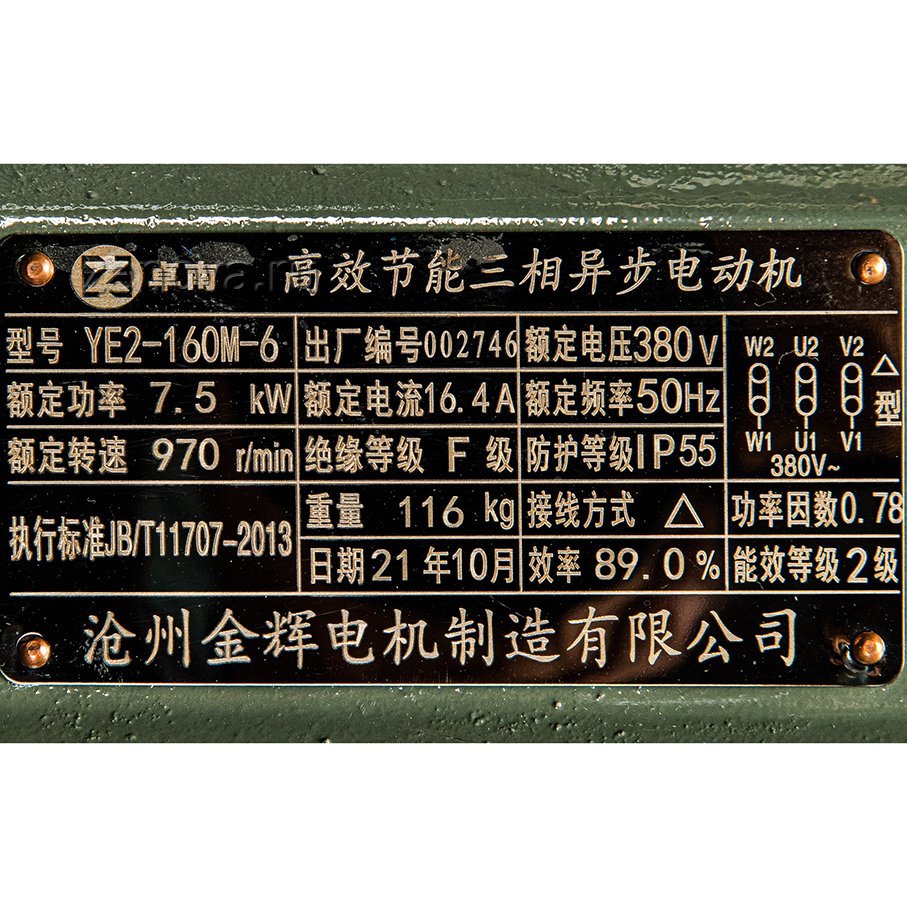 卓南 高效节能三相异步电动机
型号 YE2-160M-6 出厂编号002746 额定电压380V
额定功率 7.5 kW 额定电流16.4A 额定频率50Hz
额定转速 970 r/min 绝缘等级 F 级 防护等级IP55
W2 U2 V2
△型
W1 U1 V1
380V~
执行标准JB/T11707-2013
重量 116 kg 接线方式 △ 功率因数0.78
日期21年10月 效率89.0% 能效等级2级
沧州金辉电机制造有限公司